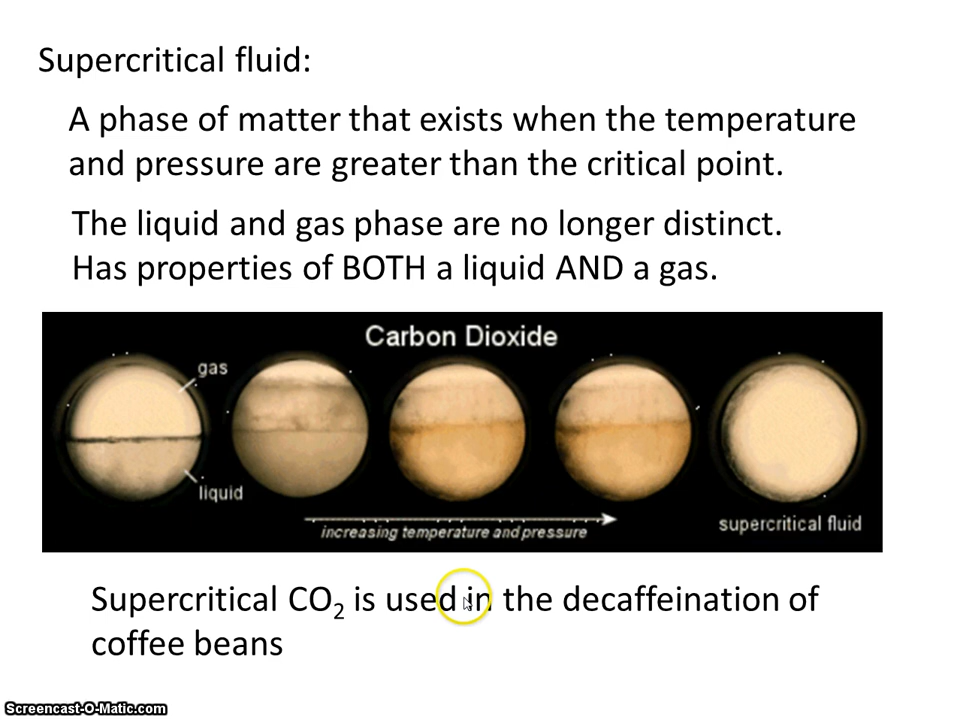 Supercritical fluid:
A phase of matter that exists when the temperature
and pressure are greater than the critical point.
The liquid and gas phase are no longer distinct.
Has properties of BOTH a liquid AND a gas.
Carbon Dioxide
gas
liquid
increasing temperature and pressure
supercritical fluid
Supercritical CO₂ is used in the decaffeination of
coffee beans
Screencast-O-Matic.com